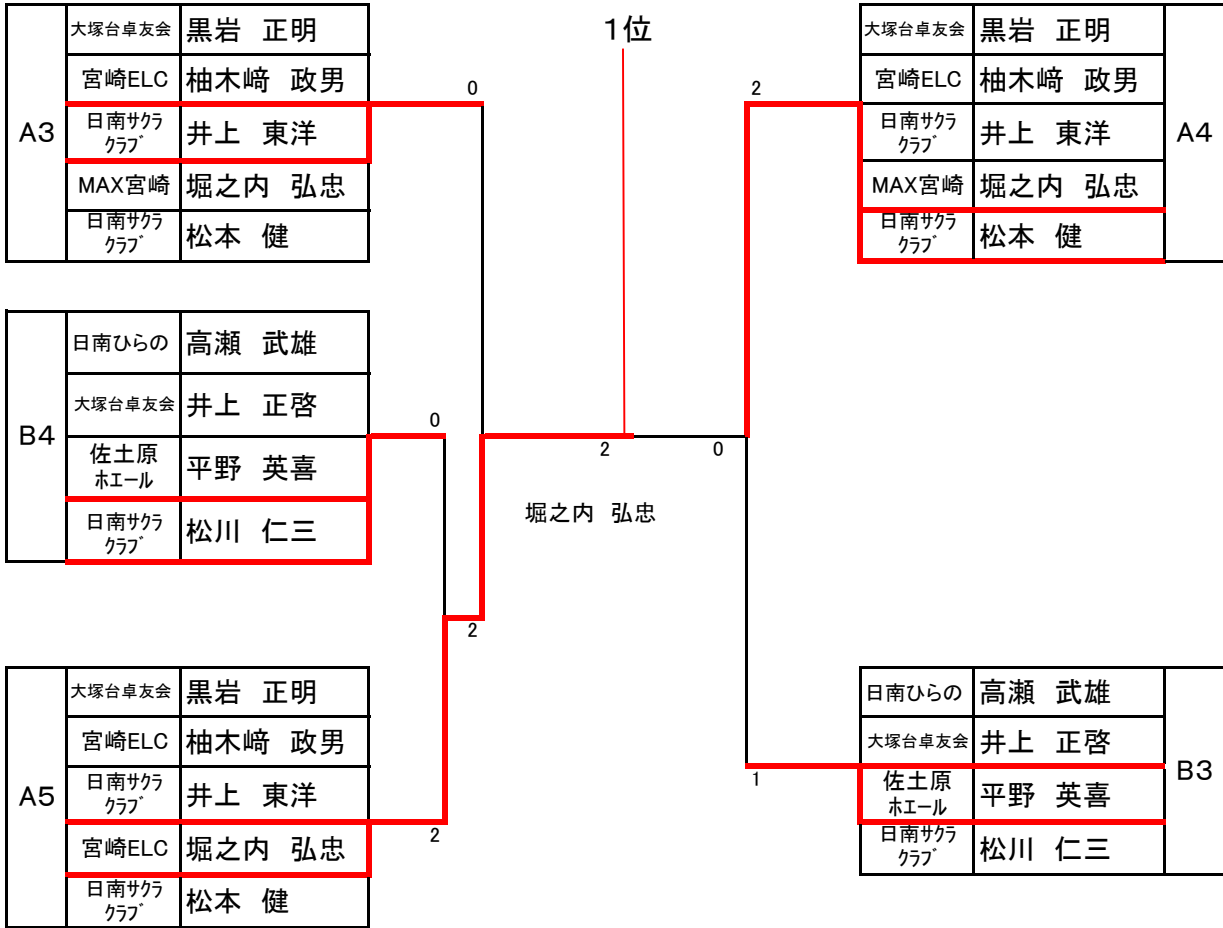 1位
A3
大塚台卓友会 黒岩 正明
宮崎ELC 柚木﨑 政男
日南サクラ
クラブ 井上 東洋
MAX宮崎 堀之内 弘忠
日南サクラ
クラブ 松本 健
0
B4
日南ひらの 高瀬 武雄
大塚台卓友会 井上 正啓
佐土原
ホエール 平野 英喜
日南サクラ
クラブ 松川 仁三
0
2
A5
大塚台卓友会 黒岩 正明
宮崎ELC 柚木﨑 政男
日南サクラ
クラブ 井上 東洋
宮崎ELC 堀之内 弘忠
日南サクラ
クラブ 松本 健
2
2 0
堀之内 弘忠
2
大塚台卓友会 黒岩 正明
宮崎ELC 柚木﨑 政男
日南サクラ
クラブ 井上 東洋
MAX宮崎 堀之内 弘忠
日南サクラ
クラブ 松本 健
A4
1
日南ひらの 高瀬 武雄
大塚台卓友会 井上 正啓
佐土原
ホエール 平野 英喜
日南サクラ
クラブ 松川 仁三
B3